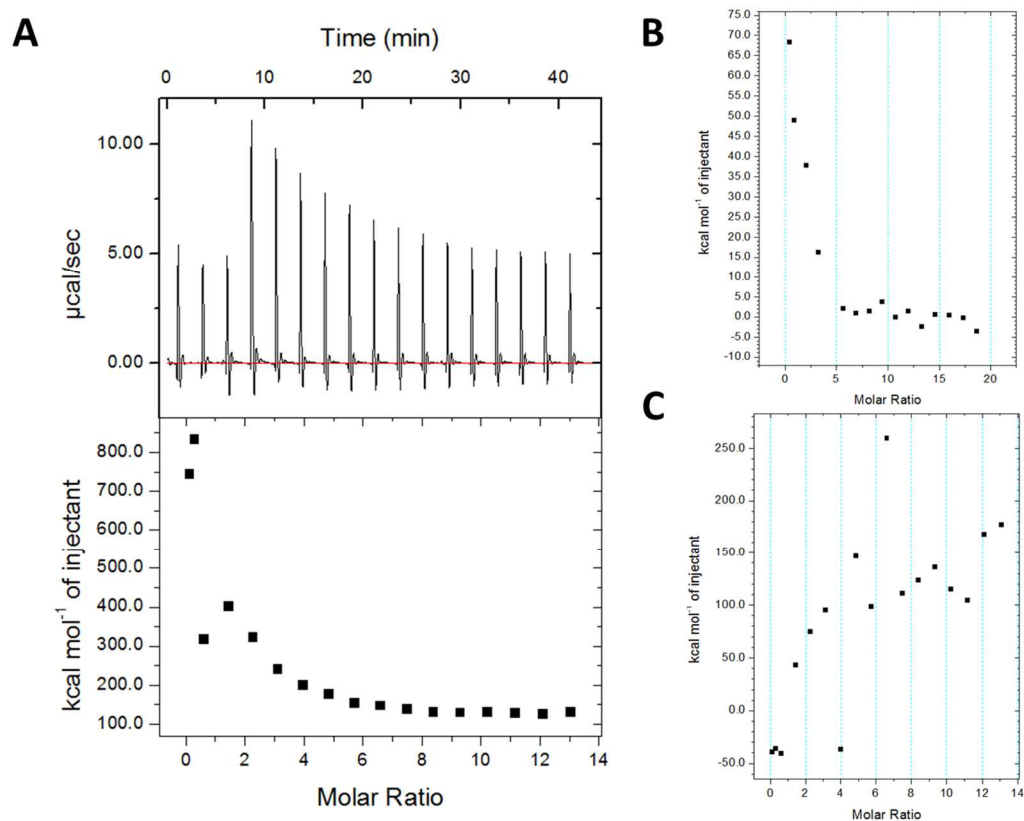 A
Time (min)
0 10 20 30 40
10.00
5.00
0.00
µcal/sec
800.0
700.0
600.0
500.0
400.0
300.0
200.0
100.0
kcal mol⁻¹ of injectant
0 2 4 6 8 10 12 14
Molar Ratio
B
75.0
70.0
65.0
60.0
55.0
50.0
45.0
40.0
35.0
30.0
25.0
20.0
15.0
10.0
5.0
0.0
-5.0
-10.0
kcal mol⁻¹ of injectant
0 5 10 15 20
Molar Ratio
C
250.0
200.0
150.0
100.0
50.0
0.0
-50.0
kcal mol⁻¹ of injectant
0 2 4 6 8 10 12 14
Molar Ratio